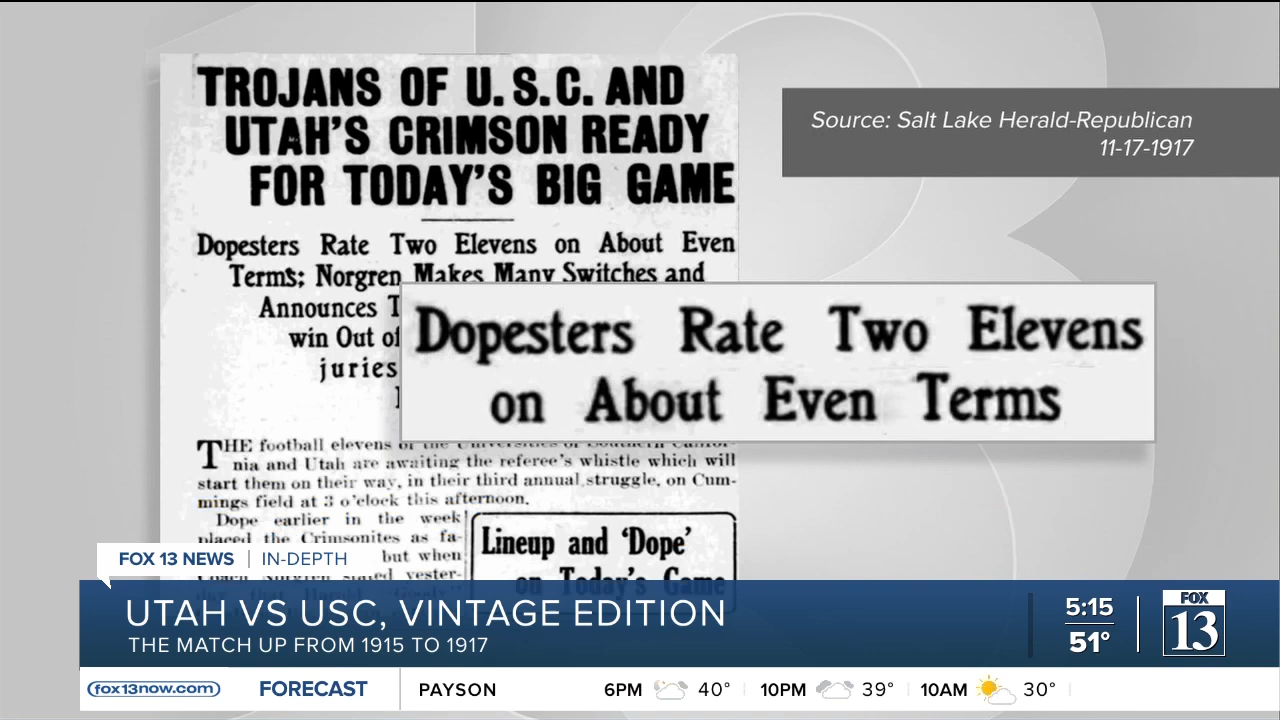 TROJANS OF U.S.C. AND
UTAH'S CRIMSON READY
FOR TODAY'S BIG GAME
Source: Salt Lake Herald-Republican
11-17-1917
Dopesters Rate Two Elevens on About Even
Terms; Norgren Makes Many Switches and
Announces
win Out of
juries
Dopesters Rate Two Elevens
on About Even Terms
THE football elevens of the Universities of Southern Califor-
nia and Utah are awaiting the referee's whistle which will
start them on their way, in their third annual struggle, on Cum-
mings field at 3 o'clock this afternoon.
Dope earlier in the week
placed the Crimsonites as fa-
but when
Coach Norgren stated yester-
Lineup and 'Dope'
on Today's Game
FOX 13 NEWS | IN-DEPTH
UTAH VS USC, VINTAGE EDITION
THE MATCH UP FROM 1915 TO 1917
5:15
51°
FOX
13
fox13now.com FORECAST PAYSON 6PM 40° 10PM 39° 10AM 30°